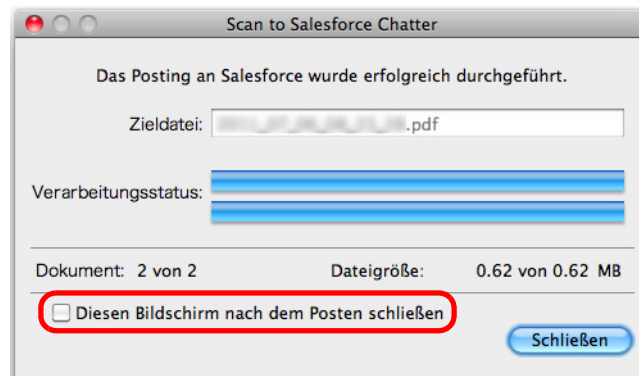 Scan to Salesforce Chatter
Das Posting an Salesforce wurde erfolgreich durchgeführt.
Zieldatei: .pdf
Verarbeitungsstatus:
Dokument: 2 von 2 Dateigröße: 0.62 von 0.62 MB
Diesen Bildschirm nach dem Posten schließen
Schließen